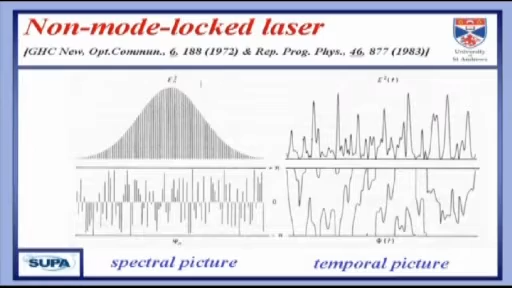 Non-mode-locked laser
[GHC New, Opt.Commun., 6, 188 (1972) & Rep. Prog. Phys., 46, 877 (1983)]
University
of
St Andrews
spectral picture
temporal picture
SUPA